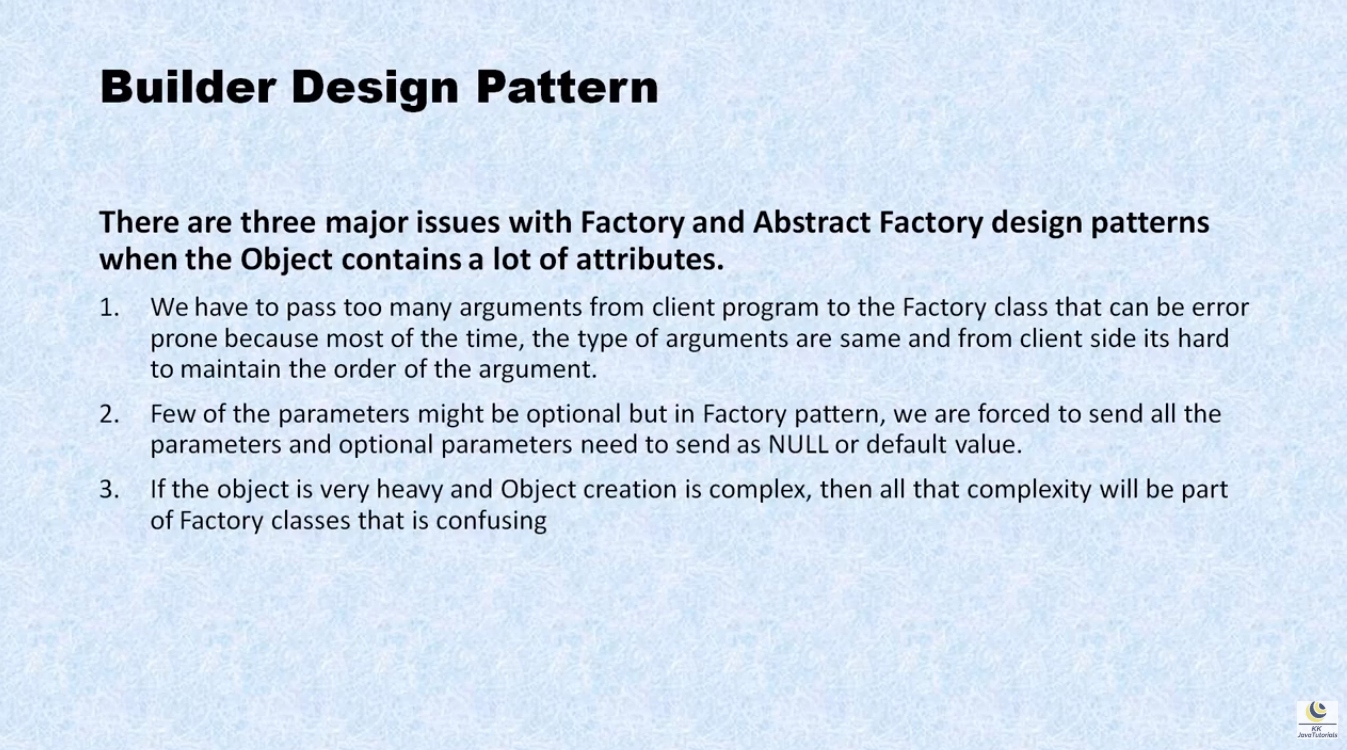 Builder Design Pattern
There are three major issues with Factory and Abstract Factory design patterns
when the Object contains a lot of attributes.
1. We have to pass too many arguments from client program to the Factory class that can be error
prone because most of the time, the type of arguments are same and from client side its hard
to maintain the order of the argument.
2. Few of the parameters might be optional but in Factory pattern, we are forced to send all the
parameters and optional parameters need to send as NULL or default value.
3. If the object is very heavy and Object creation is complex, then all that complexity will be part
of Factory classes that is confusing
KK
JavaTutorials